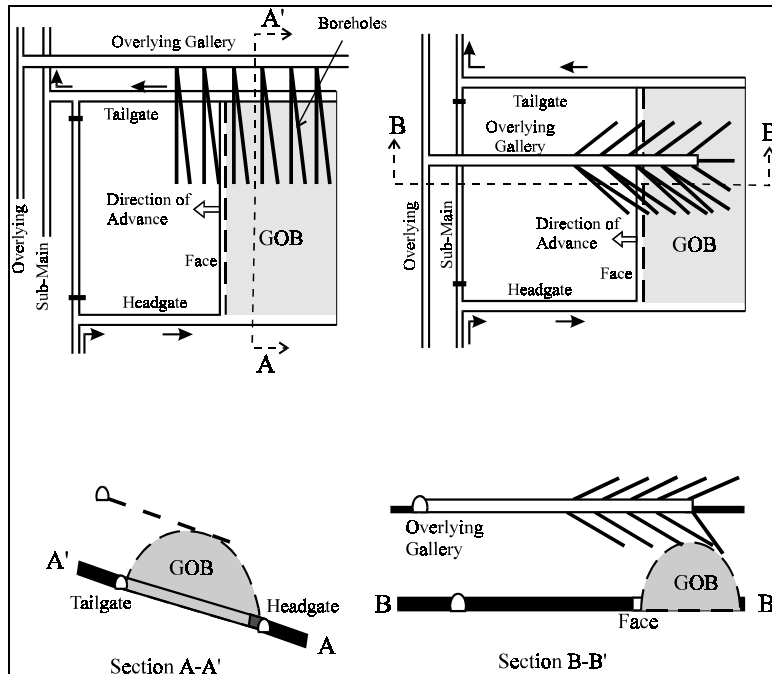 A'
Overlying Gallery
Boreholes
Tailgate
Direction of
Advance
GOB
Face
Overlying
Sub-Main
Headgate
A
Tailgate
B
B
Overlying
Gallery
Direction of
Advance
GOB
Face
Overlying
Sub-Main
Headgate
GOB
A'
Tailgate
Headgate
A
Section A-A'
Overlying
Gallery
GOB
B
B
Face
Section B-B'